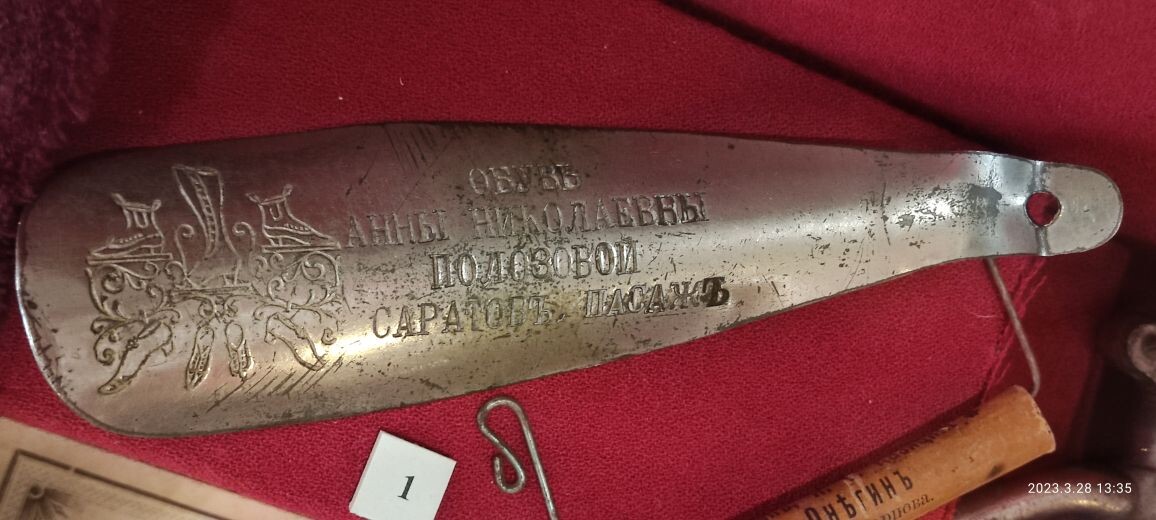 ОБУВЬ
АННЫ НИКОЛАЕВНЫ
ПОЛОЗОВОЙ
САРАТОВЪ. ПАСАЖЪ
1
Онѣгинъ
2023.3.28 13:35